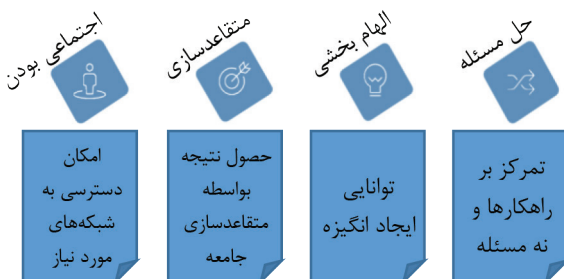 حل مسئله
تمرکز بر
راهکارها و
نه مسئله
الهام بخشی
توانایی
ایجاد انگیزه
متقاعدسازی
حصول نتیجه
بواسطه
متقاعدسازی
جامعه
اجتماعی بودن
امکان
دسترسی به
شبکه‌های
مورد نیاز